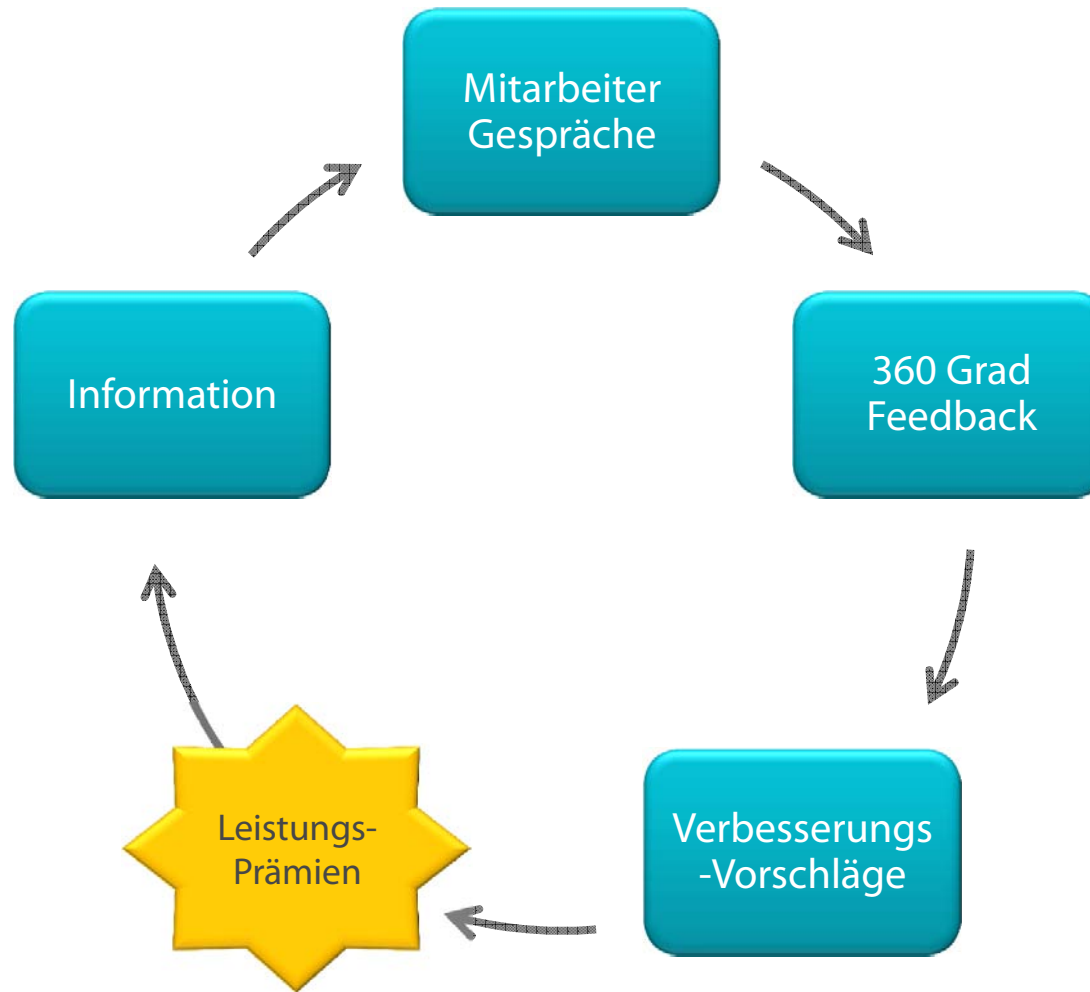 Mitarbeiter
Gespräche
360 Grad
Feedback
Verbesserungs
-Vorschläge
Leistungs-
Prämien
Information